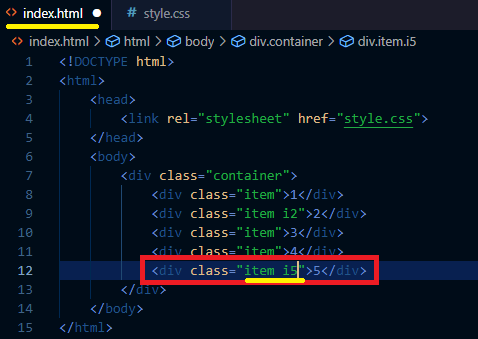 <> index.html ● # style.css
<> index.html > html > body > div.container > div.item.i5
1 <!DOCTYPE html>
2 <html>
3 <head>
4 <link rel="stylesheet" href="style.css">
5 </head>
6 <body>
7 <div class="container">
8 <div class="item">1</div>
9 <div class="item i2">2</div>
10 <div class="item">3</div>
11 <div class="item">4</div>
12 <div class="item i5">5</div>
13 </div>
14 </body>
15 </html>